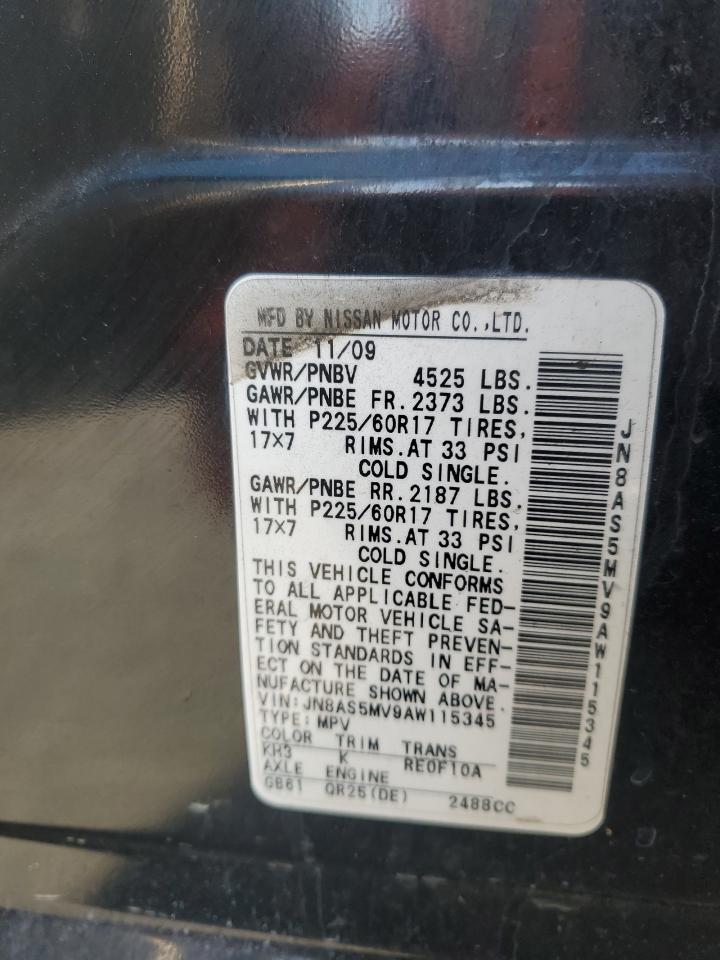 MFD BY NISSAN MOTOR CO.,LTD.
DATE 11/09
GVWR/PNBV 4525 LBS.
GAWR/PNBE FR. 2373 LBS.
WITH P225/60R17 TIRES,
17×7 RIMS. AT 33 PSI
COLD SINGLE.
GAWR/PNBE RR. 2187 LBS.
WITH P225/60R17 TIRES,
17×7 RIMS. AT 33 PSI
COLD SINGLE.
THIS VEHICLE CONFORMS
TO ALL APPLICABLE FED-
ERAL MOTOR VEHICLE SA-
FETY AND THEFT PREVEN-
TION STANDARDS IN EFF-
ECT ON THE DATE OF MA-
NUFACTURE SHOWN ABOVE.
VIN:JN8AS5MV9AW115345
TYPE:MPV
COLOR TRIM TRANS
KH3 K RE0F10A
AXLE ENGINE
GB61 QR25(DE) 2488CC
JN8AS5MV9AW115345